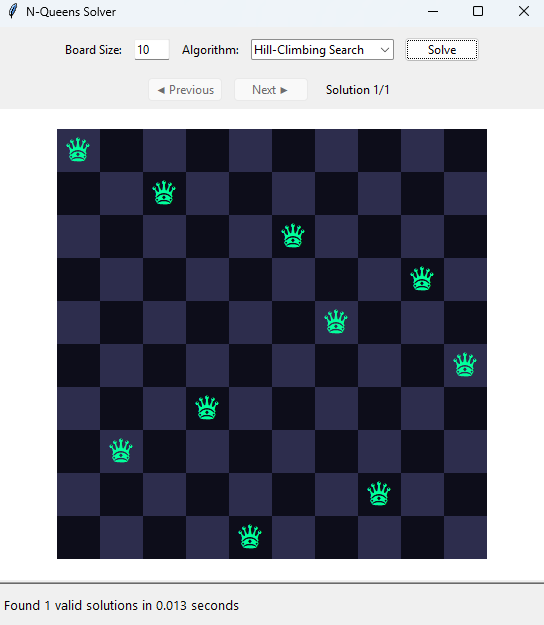 N-Queens Solver
Board Size: 10 Algorithm: Hill-Climbing Search Solve
◄ Previous Next ► Solution 1/1
Found 1 valid solutions in 0.013 seconds